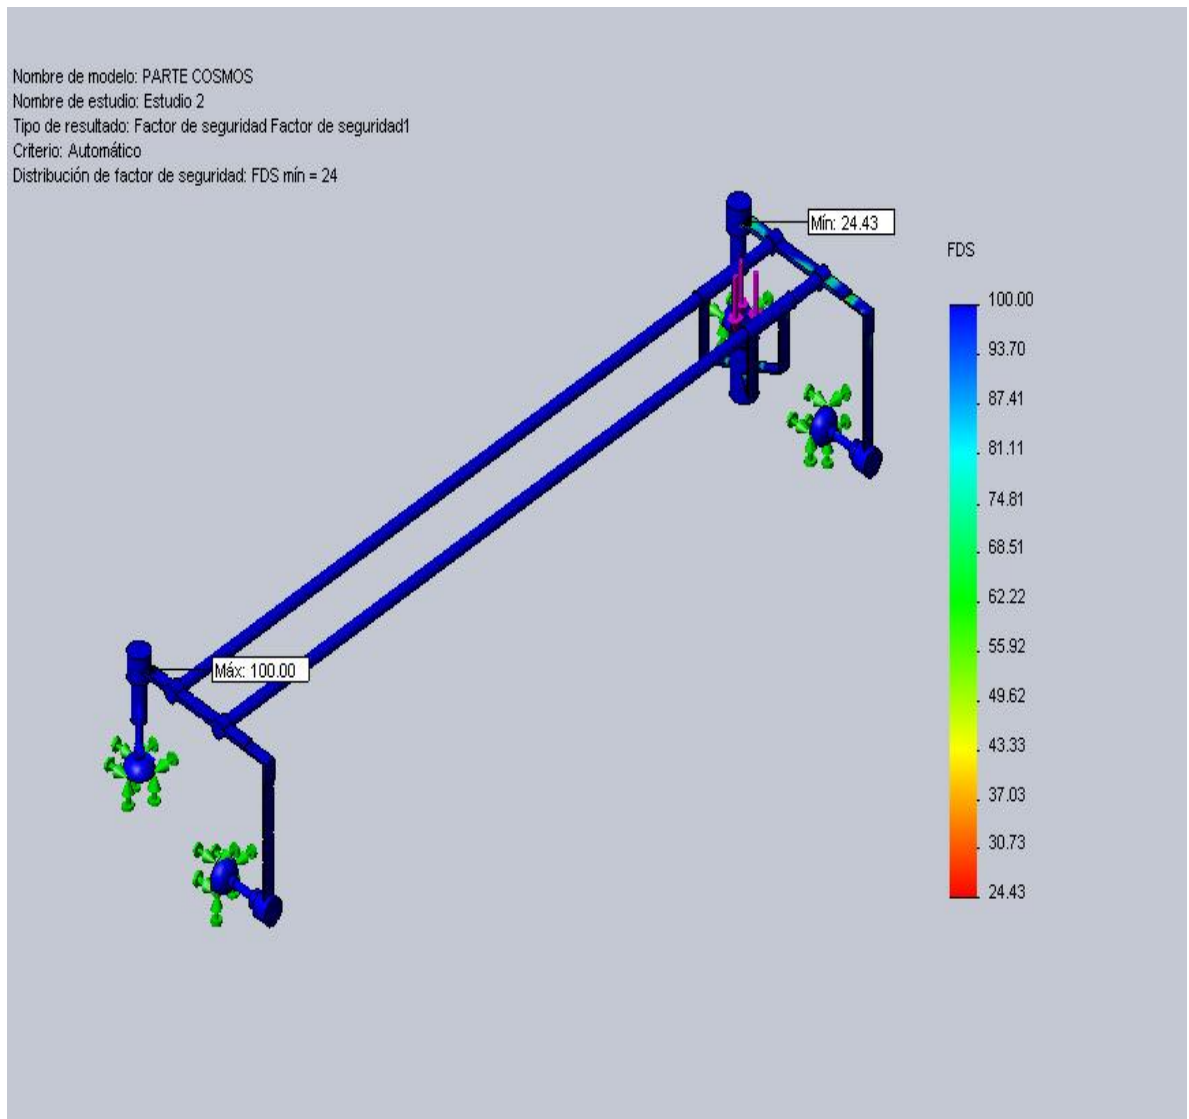 Nombre de modelo: PARTE COSMOS
Nombre de estudio: Estudio 2
Tipo de resultado: Factor de seguridad Factor de seguridad1
Criterio: Automático
Distribución de factor de seguridad: FDS mín = 24
Mín: 24.43
FDS
100.00
93.70
87.41
81.11
74.81
68.51
62.22
55.92
49.62
43.33
37.03
30.73
24.43
Máx: 100.00